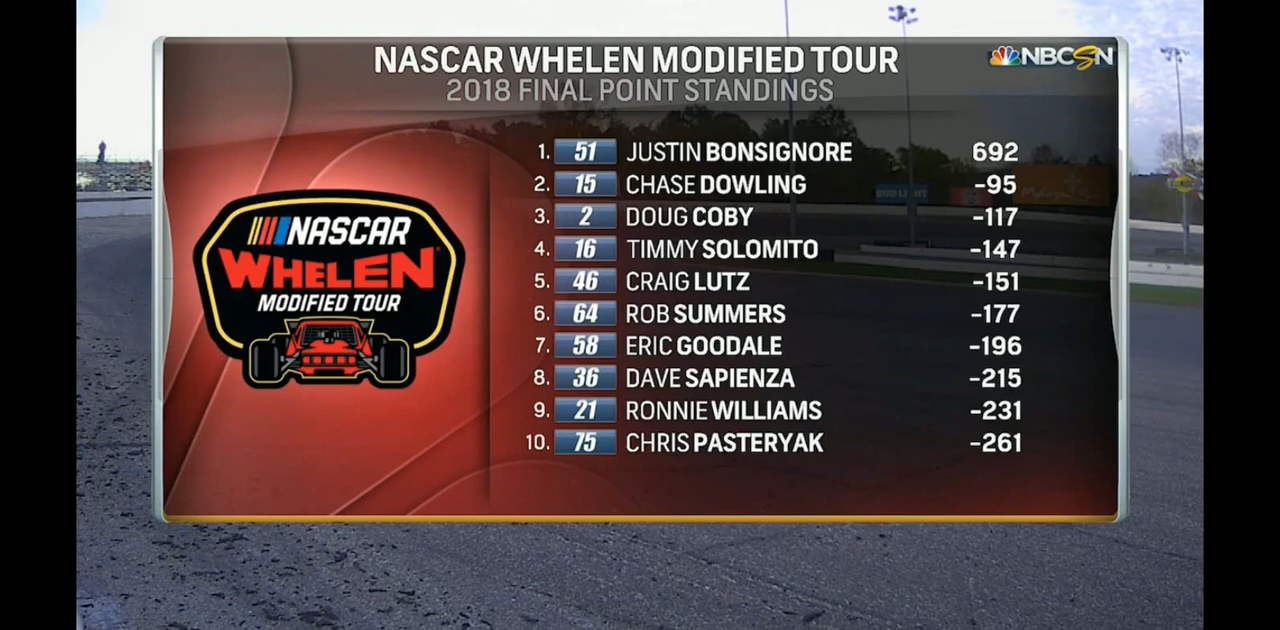 NASCAR WHELEN MODIFIED TOUR
NBCSN
2018 FINAL POINT STANDINGS
1. 51 JUSTIN BONSIGNORE 692
2. 15 CHASE DOWLING -95
3. 2 DOUG COBY -117
4. 16 TIMMY SOLOMITO -147
5. 46 CRAIG LUTZ -151
6. 64 ROB SUMMERS -177
7. 58 ERIC GOODALE -196
8. 36 DAVE SAPIENZA -215
9. 21 RONNIE WILLIAMS -231
10. 75 CHRIS PASTERYAK -261
NASCAR
WHELEN
MODIFIED TOUR
BUD LIGHT